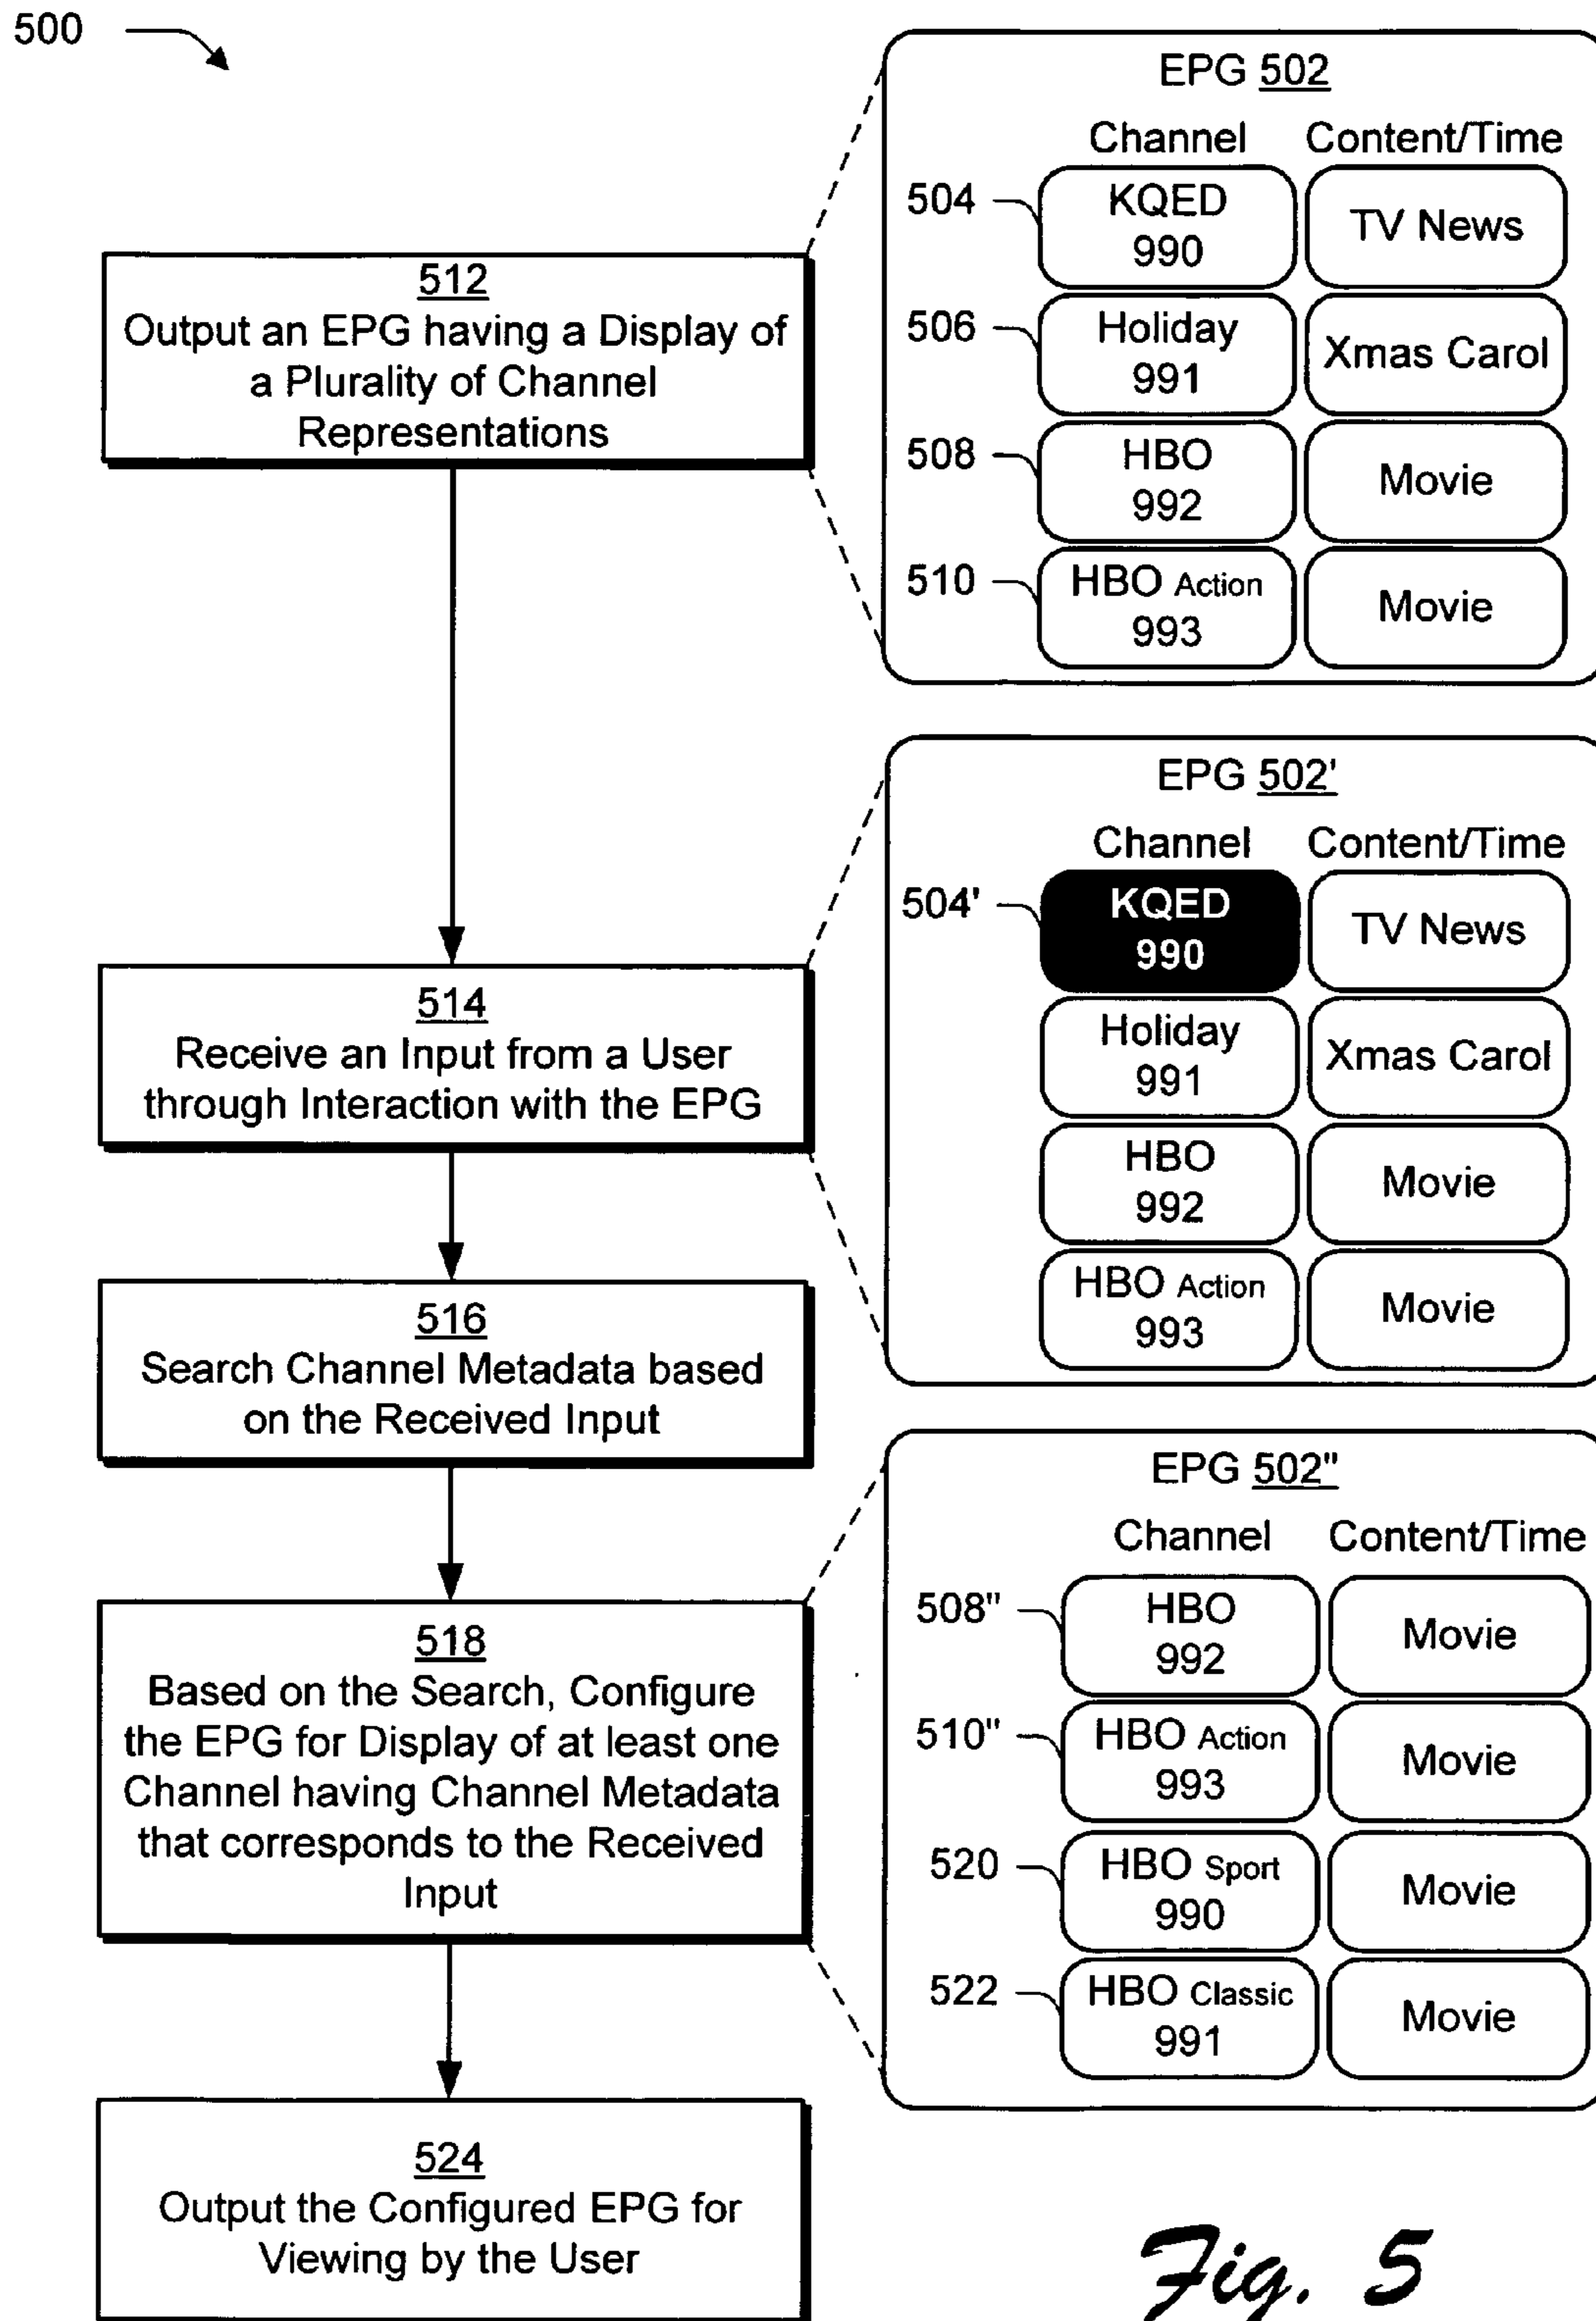 500
EPG 502
Channel Content/Time
504
KQED
990
TV News
506
Holiday
991
Xmas Carol
508
HBO
992
Movie
510
HBO Action
993
Movie
512
Output an EPG having a Display of
a Plurality of Channel
Representations
EPG 502'
Channel Content/Time
504'
KQED
990
TV News
Holiday
991
Xmas Carol
HBO
992
Movie
HBO Action
993
Movie
514
Receive an Input from a User
through Interaction with the EPG
516
Search Channel Metadata based
on the Received Input
EPG 502"
Channel Content/Time
508"
HBO
992
Movie
510"
HBO Action
993
Movie
520
HBO Sport
990
Movie
522
HBO Classic
991
Movie
518
Based on the Search, Configure
the EPG for Display of at least one
Channel having Channel Metadata
that corresponds to the Received
Input
524
Output the Configured EPG for
Viewing by the User
Fig. 5